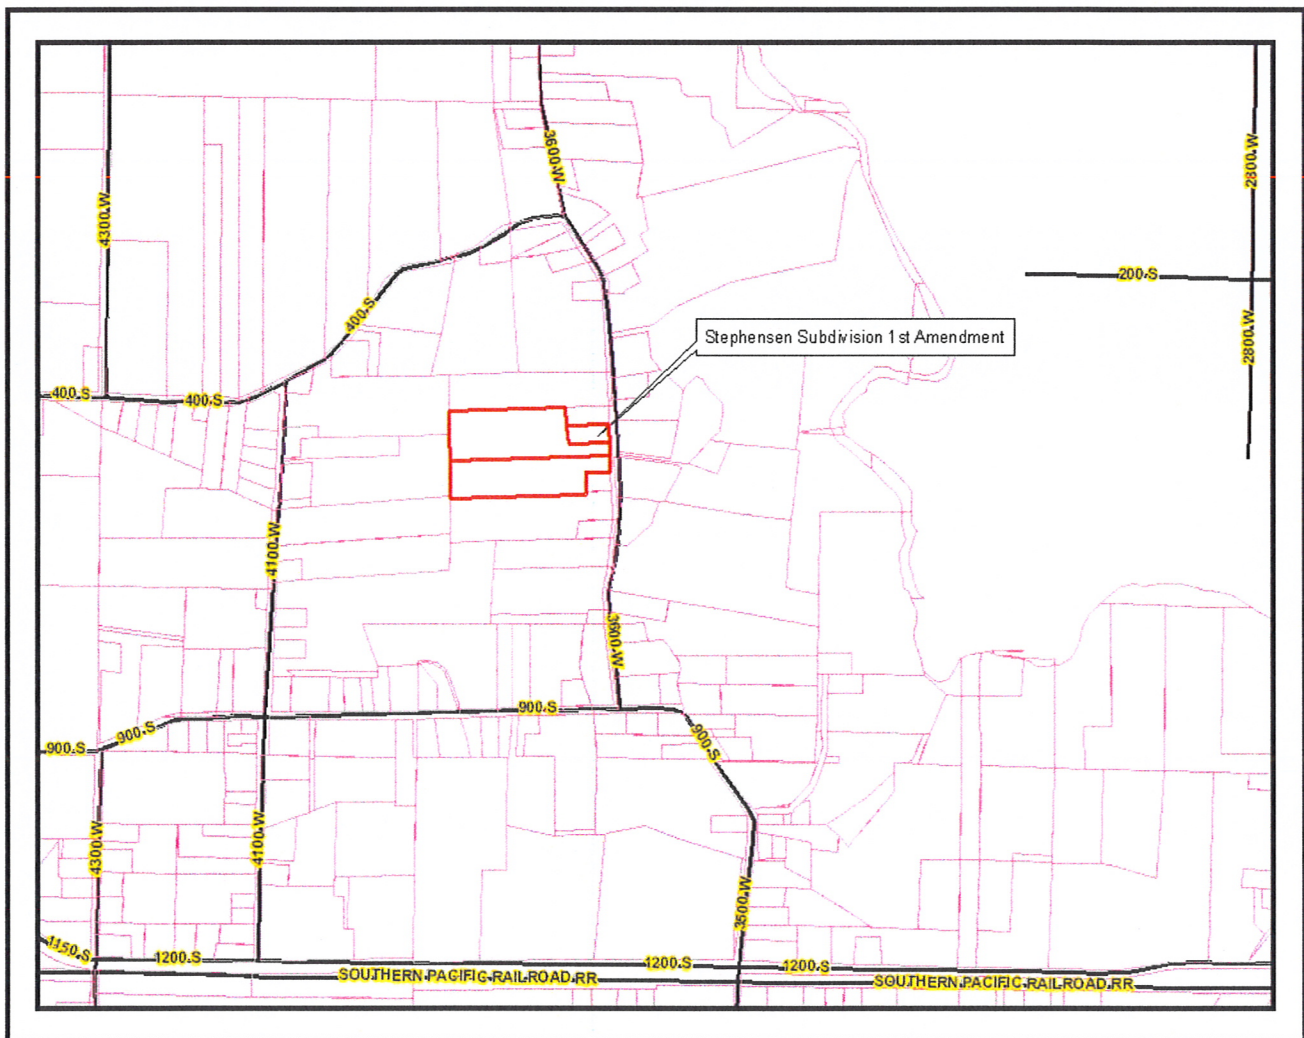 3600 W
2800 W
4300 W
200 S
400 S
Stephensen Subdivision 1st Amendment
2800 W
400 S
400 S
4100 W
3600 W
900 S
900 S
900 S
900 S
4300 W
4100 W
3500 W
1150 S
1200 S
1200 S
1200 S
SOUTHERN PACIFIC RAILROAD RR
SOUTHERN PACIFIC RAILROAD RR